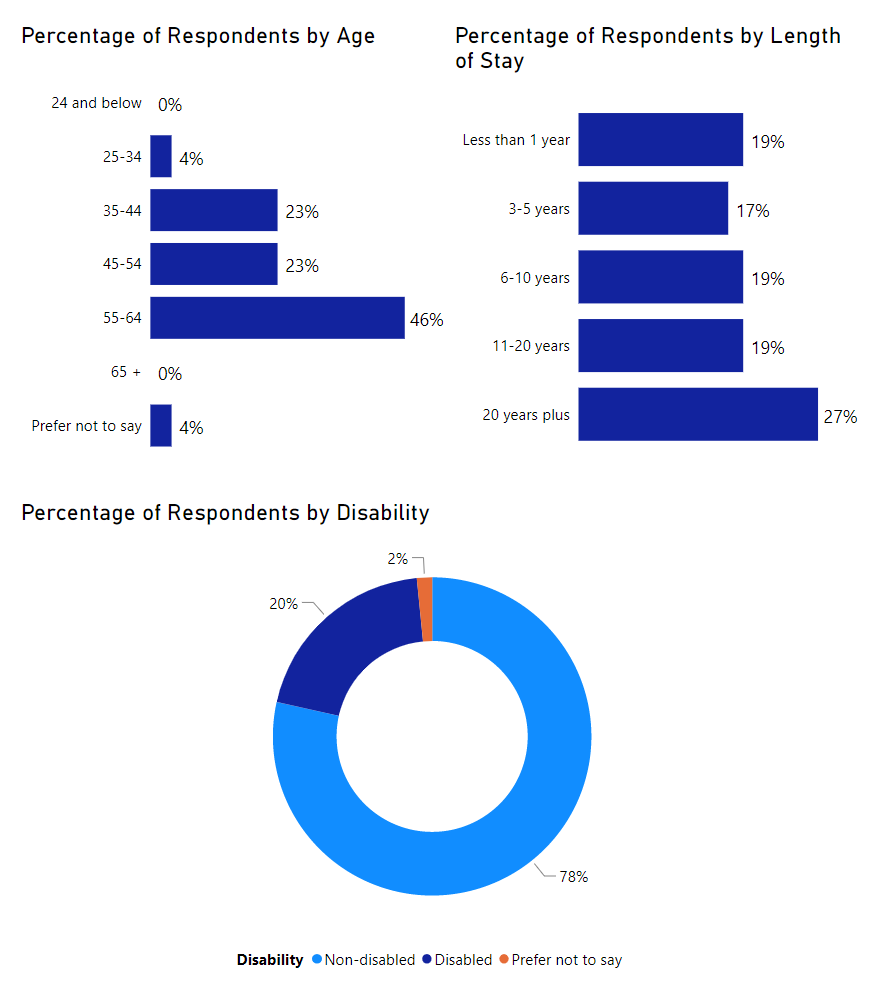 Percentage of Respondents by Age
24 and below 0%
25-34 4%
35-44 23%
45-54 23%
55-64 46%
65 + 0%
Prefer not to say 4%
Percentage of Respondents by Length
of Stay
Less than 1 year 19%
3-5 years 17%
6-10 years 19%
11-20 years 19%
20 years plus 27%
Percentage of Respondents by Disability
2%
20%
78%
Disability Non-disabled Disabled Prefer not to say